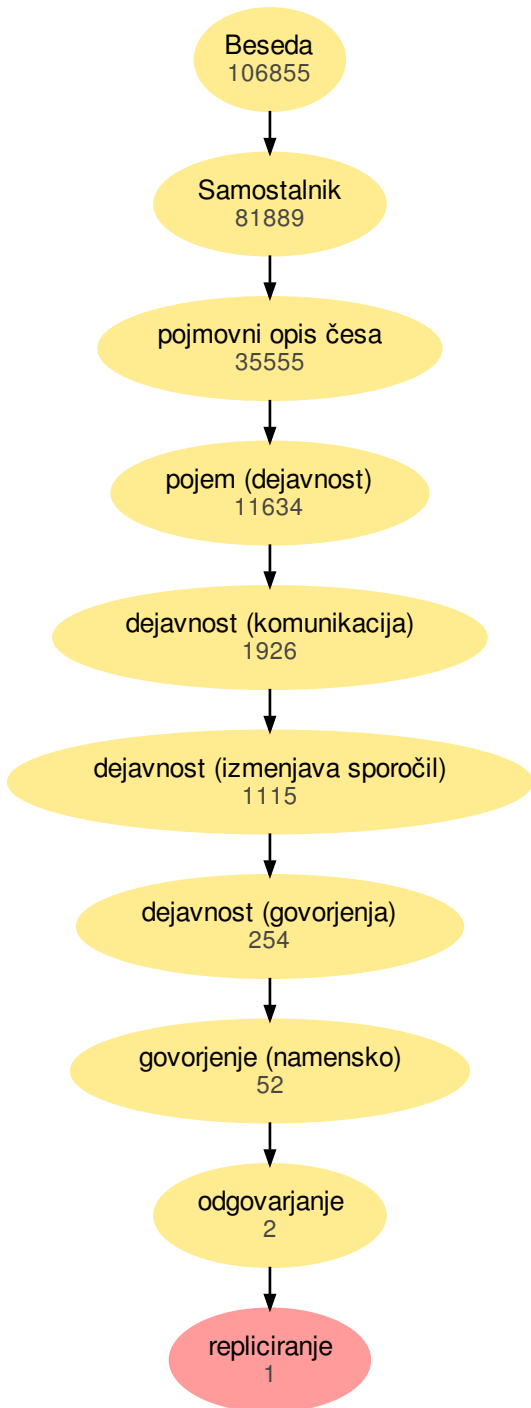 Beseda
106855
Samostalnik
81889
pojmovni opis česa
35555
pojem (dejavnost)
11634
dejavnost (komunikacija)
1926
dejavnost (izmenjava sporočil)
1115
dejavnost (govorjenja)
254
govorjenje (namensko)
52
odgovarjanje
2
repliciranje
1